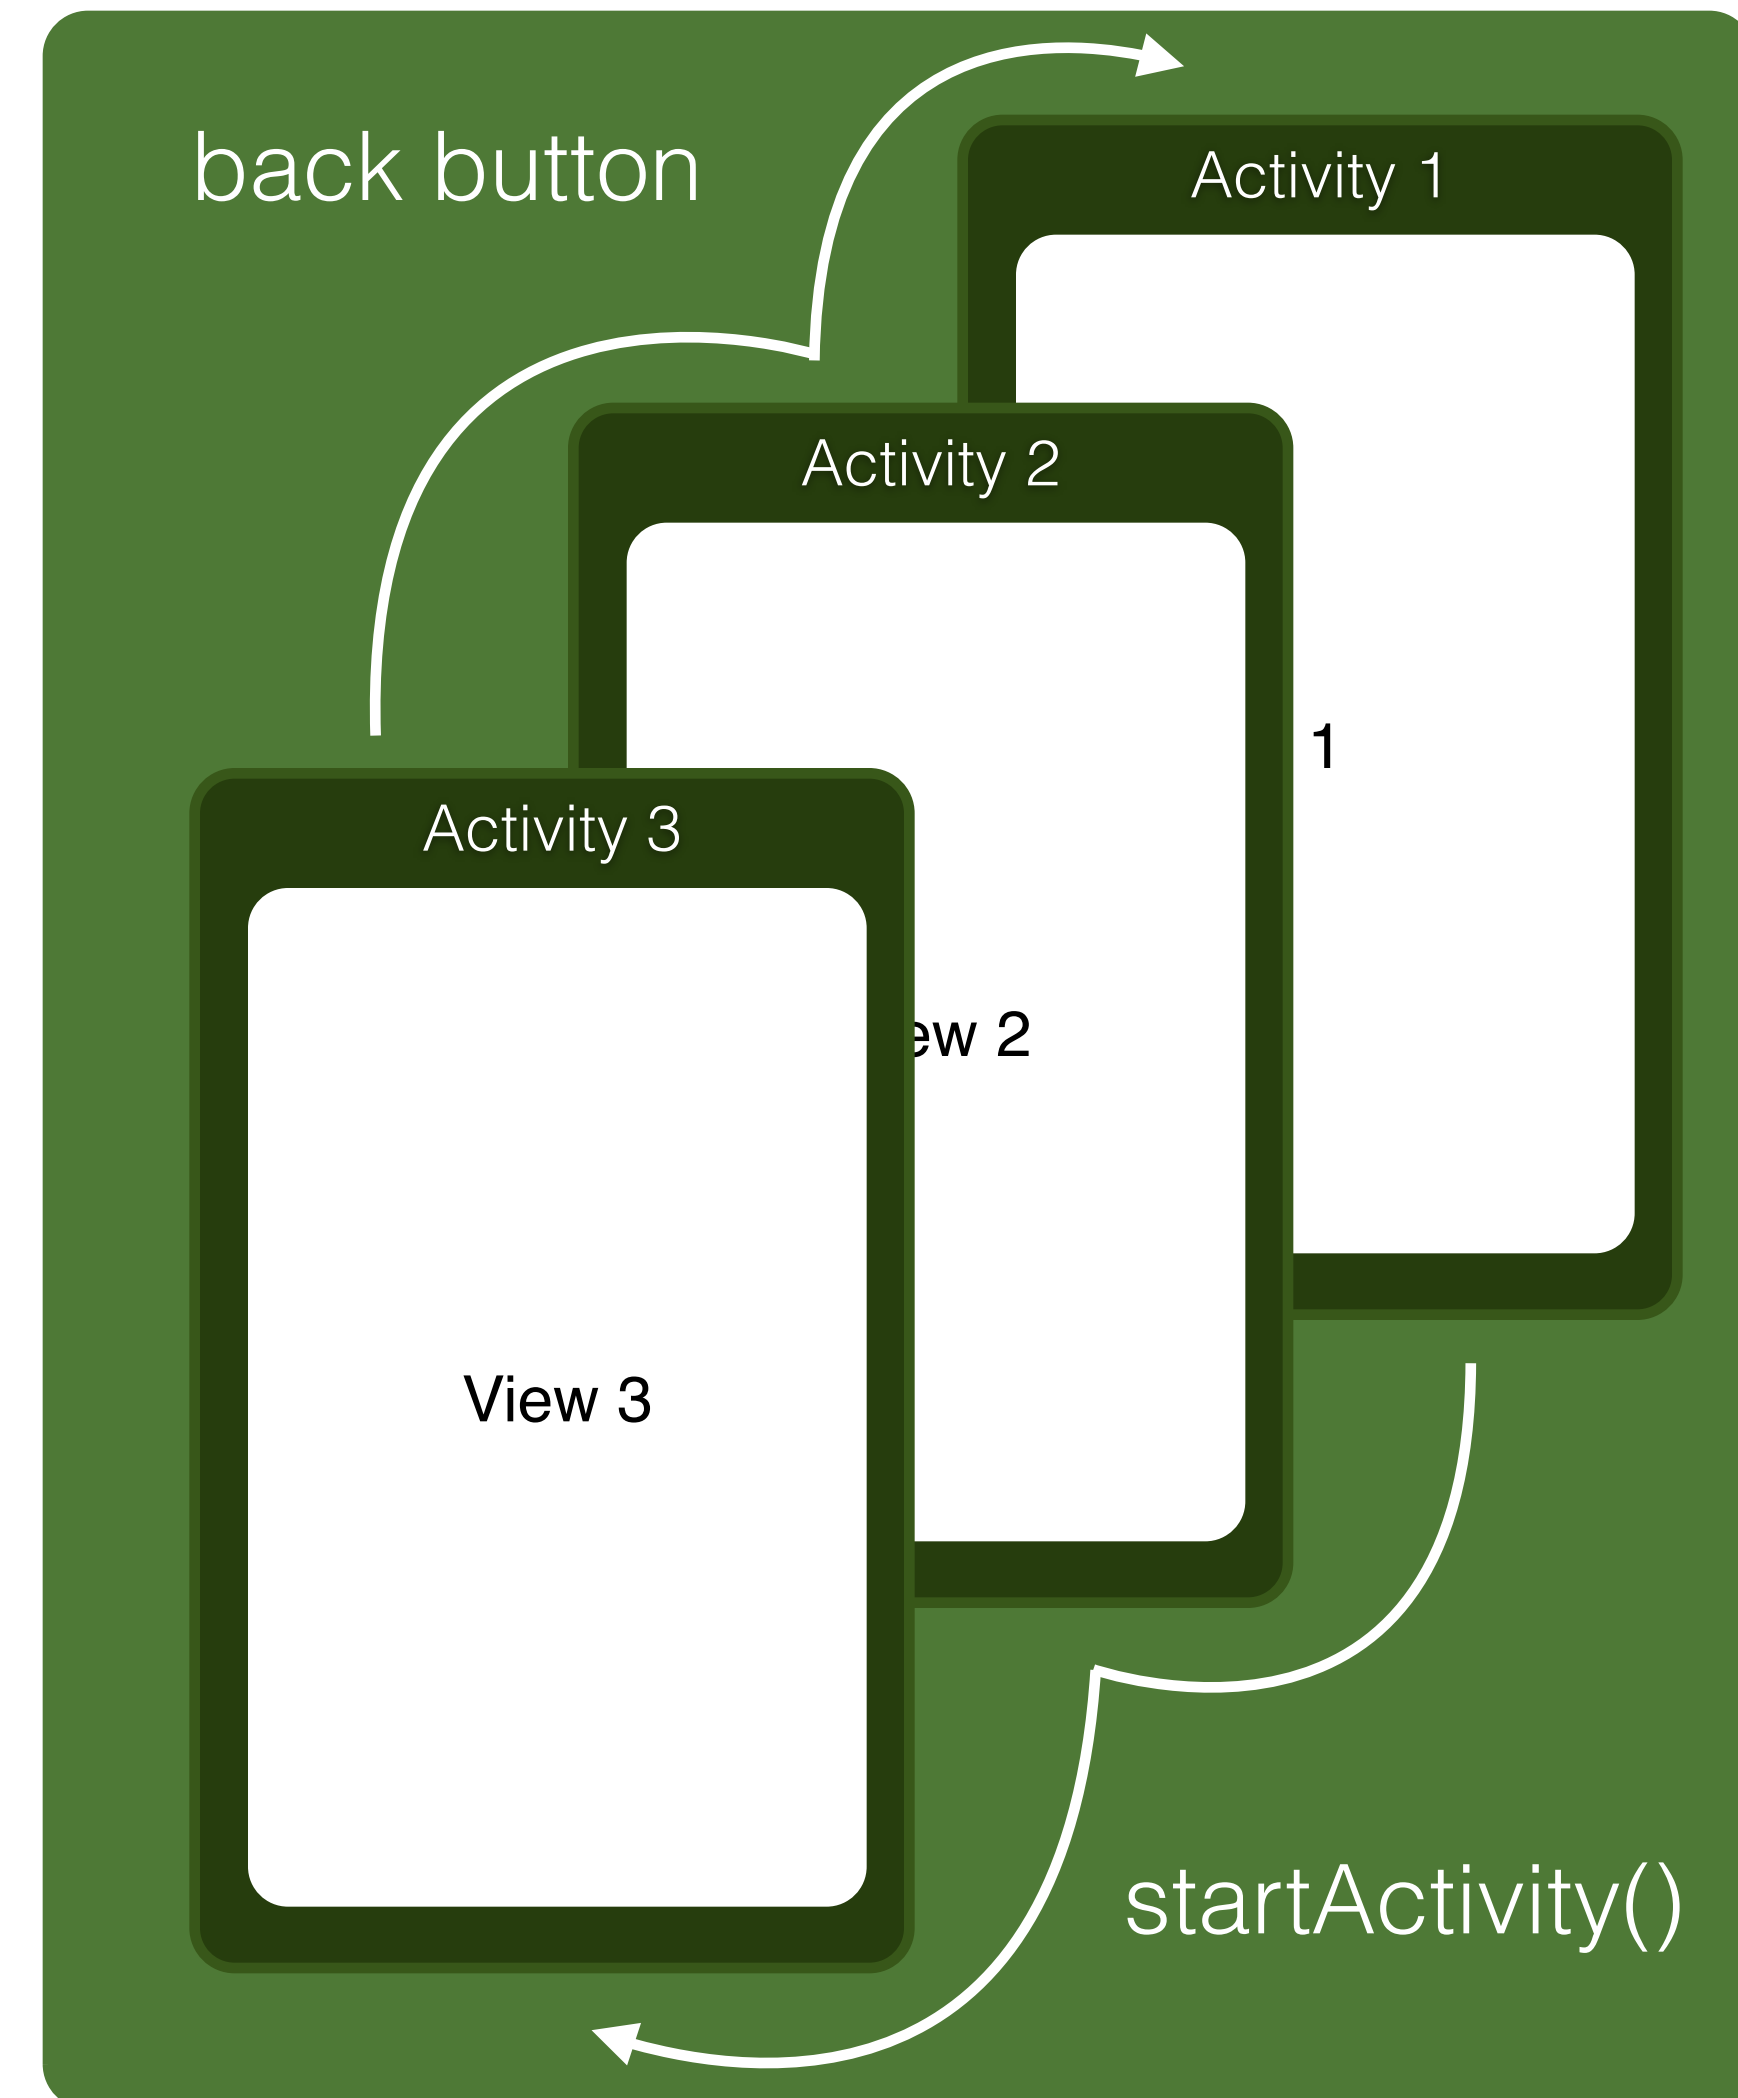 back button
Activity 1
Activity 2
1
Activity 3
ew 2
View 3
startActivity()